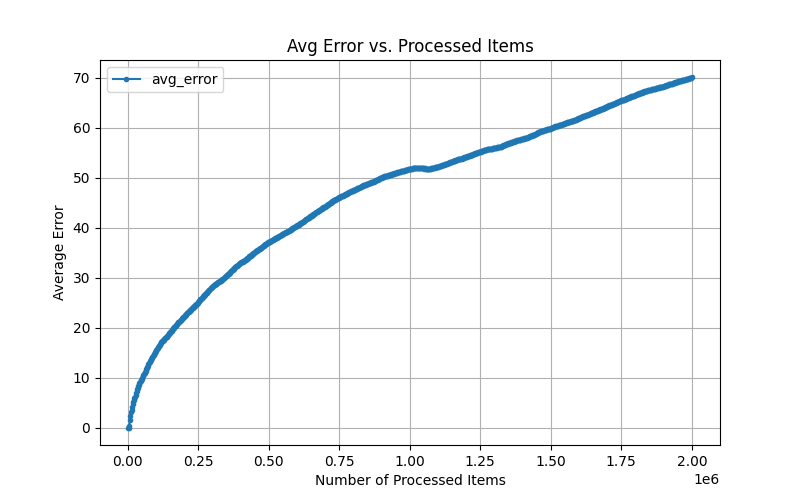 Avg Error vs. Processed Items
avg_error
70
60
50
40
30
20
10
0
Average Error
0.00 0.25 0.50 0.75 1.00 1.25 1.50 1.75 2.00
1e6
Number of Processed Items